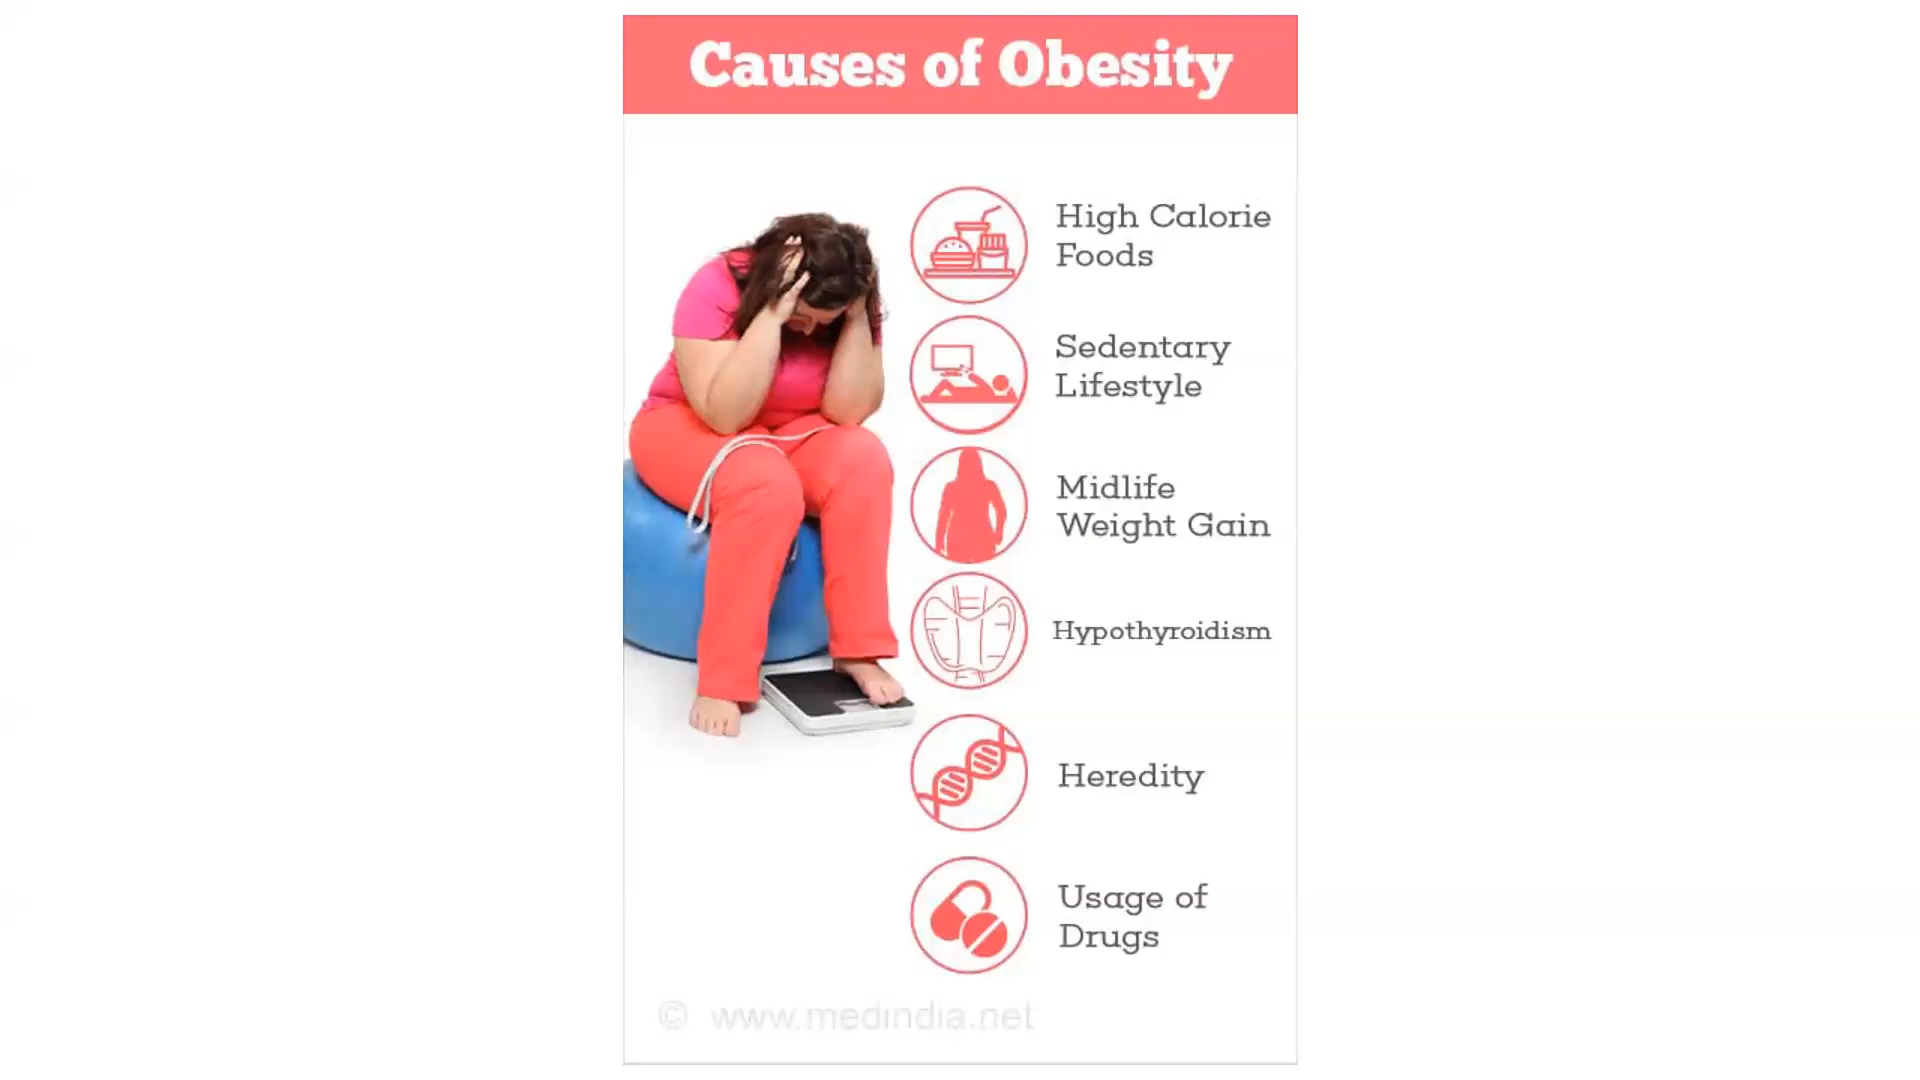 Causes of Obesity
High Calorie
Foods
Sedentary
Lifestyle
Midlife
Weight Gain
Hypothyroidism
Heredity
Usage of
Drugs
© www.medindia.net